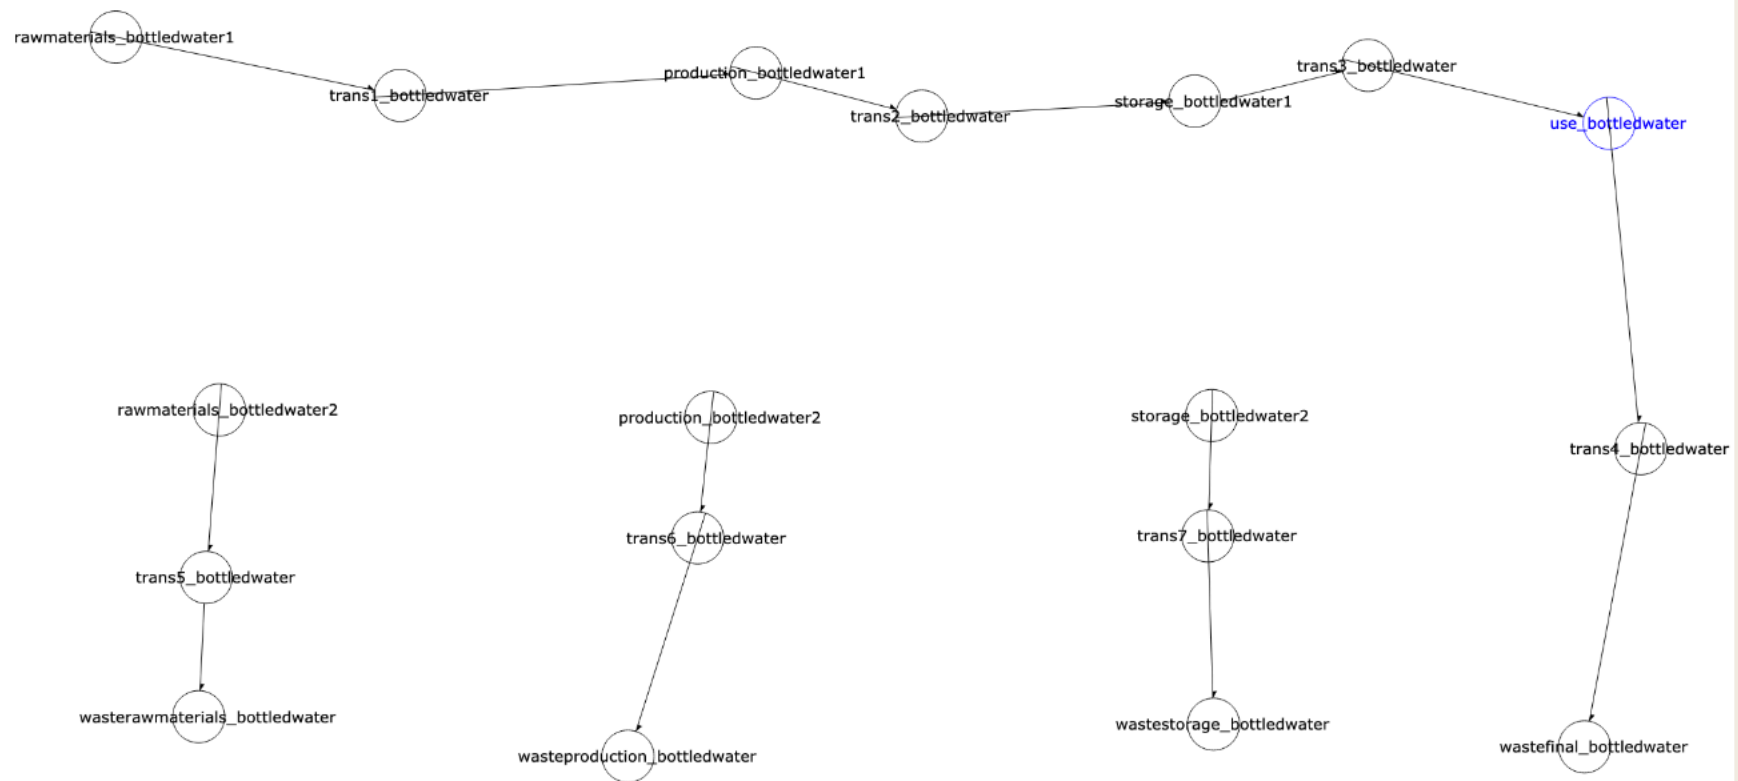 rawmaterials_bottledwater1
trans1_bottledwater
production_bottledwater1
trans2_bottledwater
storage_bottledwater1
trans3_bottledwater
use_bottledwater
rawmaterials_bottledwater2
production_bottledwater2
storage_bottledwater2
trans4_bottledwater
trans5_bottledwater
trans6_bottledwater
trans7_bottledwater
wasterawmaterials_bottledwater
wasteproduction_bottledwater
wastestorage_bottledwater
wastefinal_bottledwater